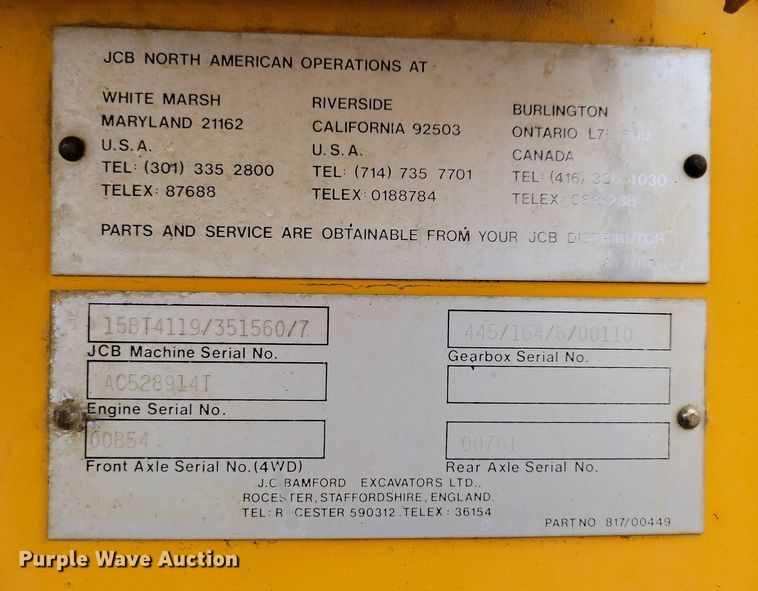 JCB NORTH AMERICAN OPERATIONS AT
WHITE MARSH
MARYLAND 21162
U.S.A.
TEL: (301) 335 2800
TELEX: 87688
RIVERSIDE
CALIFORNIA 92503
U.S.A.
TEL: (714) 735 7701
TELEX: 0188784
BURLINGTON
ONTARIO
CANADA
TEL: (416) 4030
TELEX:
PARTS AND SERVICE ARE OBTAINABLE FROM YOUR JCB DISTRIBUTOR
15BT4119/351560/7
JCB Machine Serial No.
AC528914T
Engine Serial No.
00854
Front Axle Serial No.(4WD)
445/164/6/00110
Gearbox Serial No.
00761
Rear Axle Serial No.
J.C BAMFORD EXCAVATORS LTD.,
ROCESTER, STAFFORDSHIRE, ENGLAND.
TEL: R CESTER 590312. TELEX: 36154
PART NO 817/00449
Purple Wave Auction